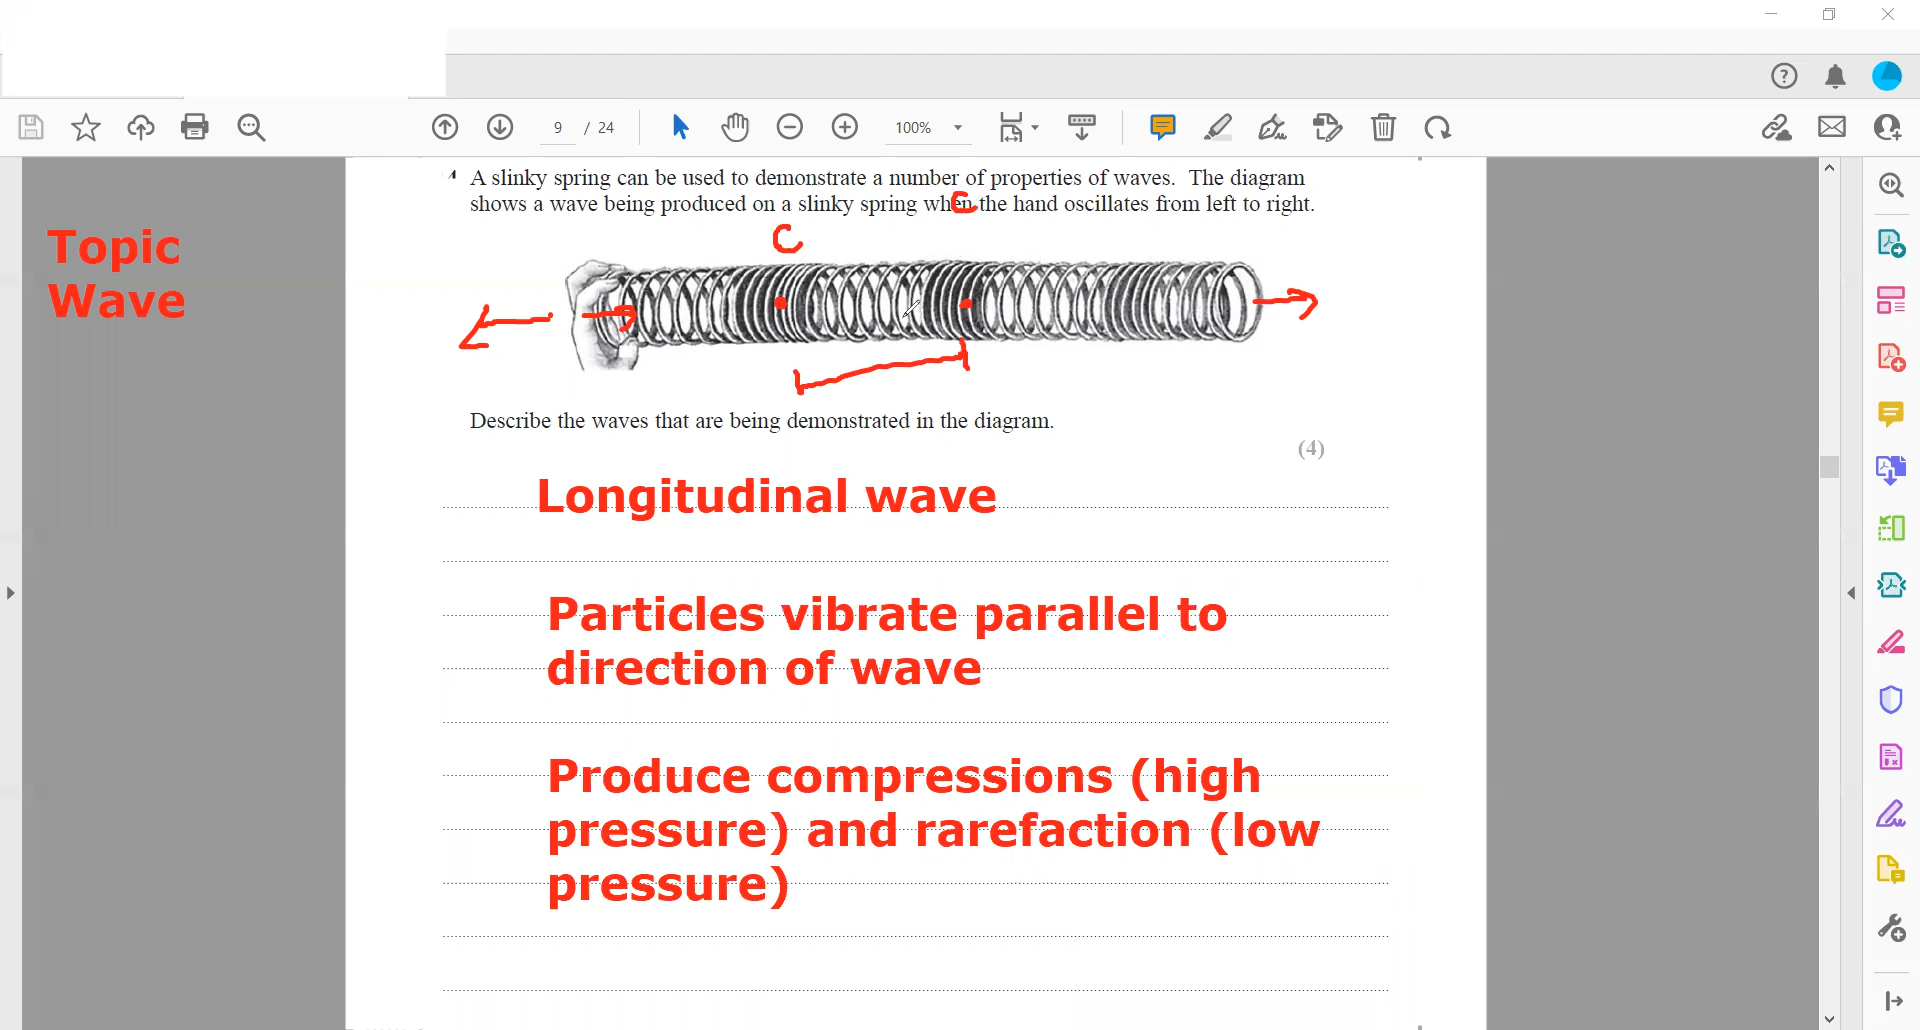 9 / 24
100%
A slinky spring can be used to demonstrate a number of properties of waves. The diagram
shows a wave being produced on a slinky spring when the hand oscillates from left to right.
C
C
Topic
Wave
Describe the waves that are being demonstrated in the diagram.
(4)
Longitudinal wave
Particles vibrate parallel to
direction of wave
Produce compressions (high
pressure) and rarefaction (low
pressure)